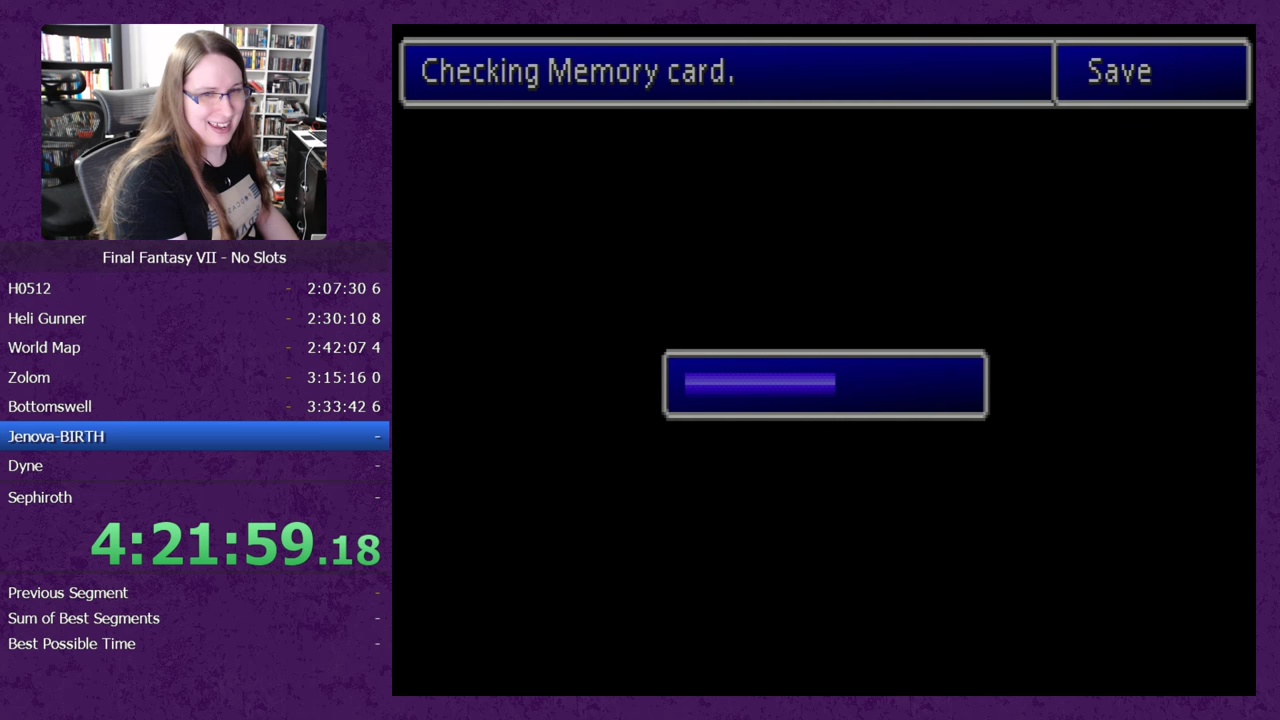 Checking Memory card.
Save
Final Fantasy VII - No Slots
H0512 - 2:07:30 6
Heli Gunner - 2:30:10 8
World Map - 2:42:07 4
Zolom - 3:15:16 0
Bottomswell - 3:33:42 6
Jenova-BIRTH -
Dyne -
Sephiroth -
4:21:59.18
Previous Segment -
Sum of Best Segments -
Best Possible Time -